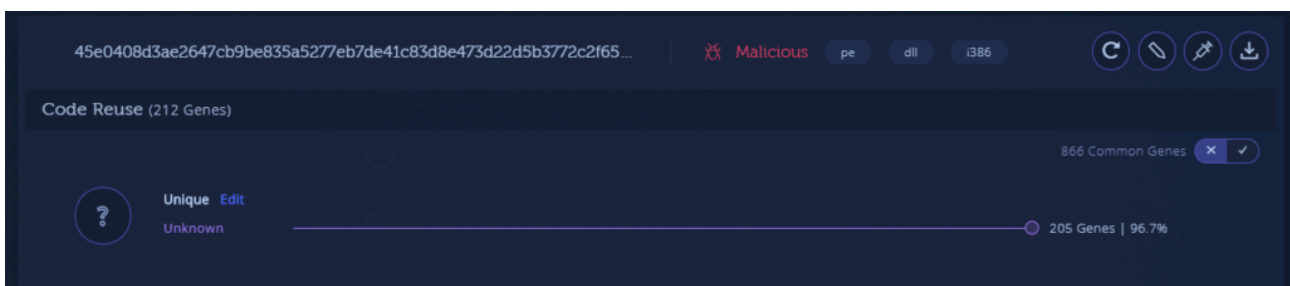 45e0408d3ae2647cb9be835a5277eb7de41c83d8e473d22d5b3772c2f65... Malicious pe dll i386
Code Reuse (212 Genes)
866 Common Genes
Unique Edit
Unknown 205 Genes | 96.7%